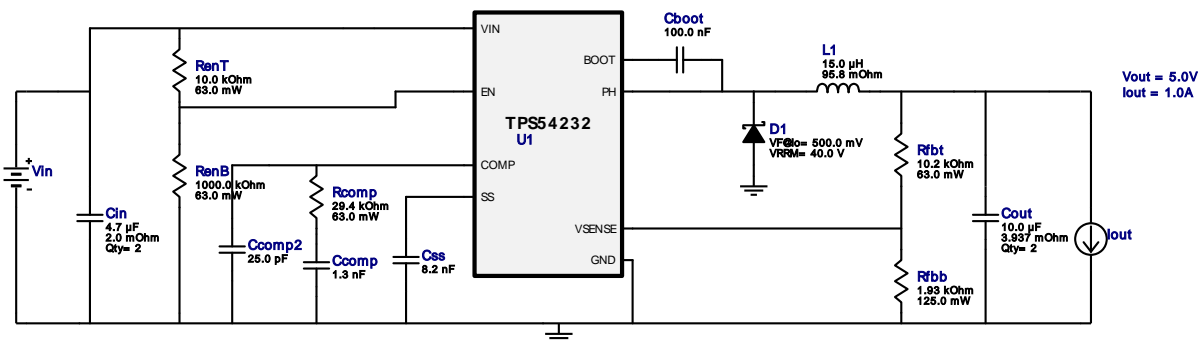 Cboot
100.0 nF
VIN
BOOT
L1
15.0 µH
95.8 mOhm
Vout = 5.0V
Iout = 1.0A
RenT
10.0 kOhm
63.0 mW
EN
PH
TPS54232
U1
D1
VF@Io= 500.0 mV
VRRM= 40.0 V
Rfbt
10.2 kOhm
63.0 mW
Vin
+
-
RenB
1000.0 kOhm
63.0 mW
COMP
Rcomp
29.4 kOhm
63.0 mW
SS
Cin
4.7 µF
2.0 mOhm
Qty= 2
Ccomp2
25.0 pF
Ccomp
1.3 nF
Css
8.2 nF
VSENSE
GND
Cout
10.0 µF
3.937 mOhm
Qty= 2
Iout
Rfbb
1.93 kOhm
125.0 mW